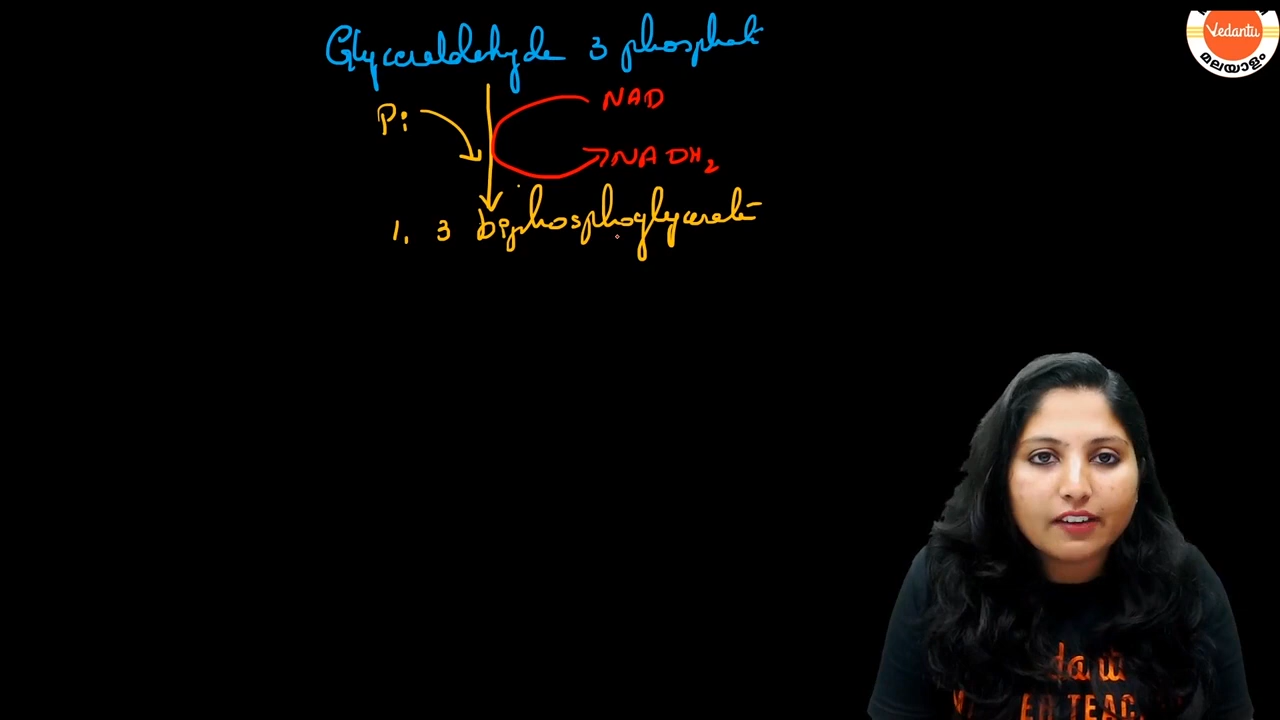 Vedantu
മലയാളം
Glyceraldehyde 3 phosphate
Pi
NAD
NADH2
1, 3 biphosphoglycerate